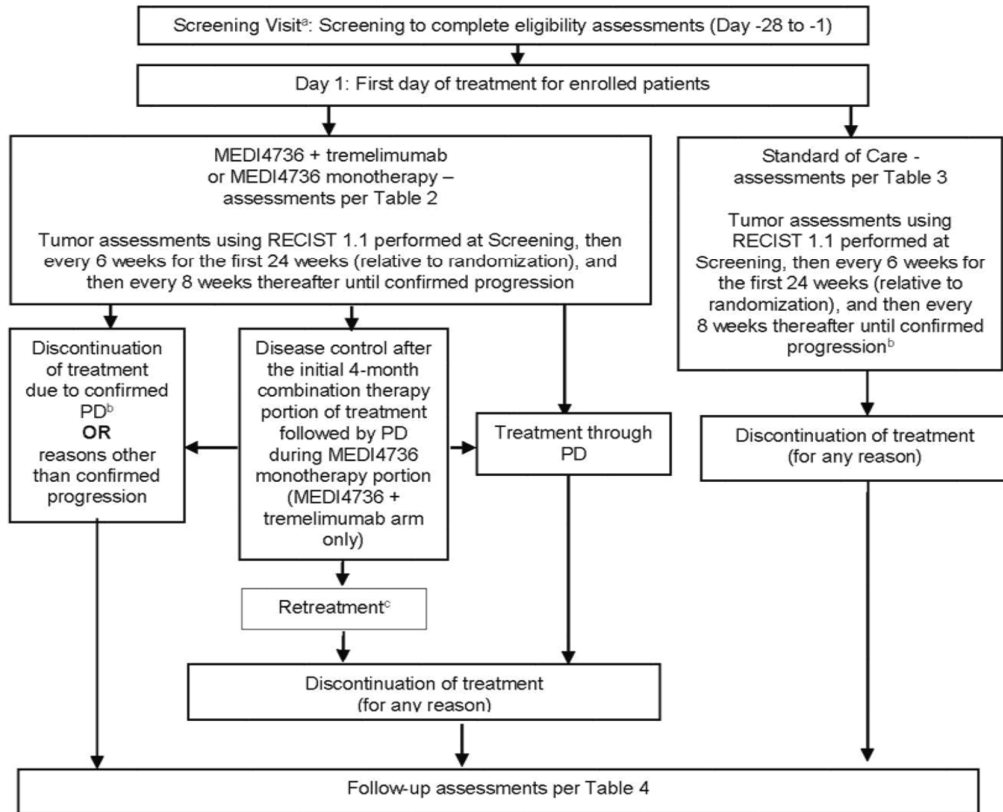 Screening Visitᵃ: Screening to complete eligibility assessments (Day -28 to -1)
Day 1: First day of treatment for enrolled patients
MEDI4736 + tremelimumab
or MEDI4736 monotherapy –
assessments per Table 2
Tumor assessments using RECIST 1.1 performed at Screening, then
every 6 weeks for the first 24 weeks (relative to randomization), and
then every 8 weeks thereafter until confirmed progression
Standard of Care -
assessments per Table 3
Tumor assessments using
RECIST 1.1 performed at
Screening, then every 6 weeks for
the first 24 weeks (relative to
randomization), and then every
8 weeks thereafter until confirmed
progressionᵇ
Discontinuation
of treatment
due to confirmed
PDᵇ
OR
reasons other
than confirmed
progression
Disease control after
the initial 4-month
combination therapy
portion of treatment
followed by PD
during MEDI4736
monotherapy portion
(MEDI4736 +
tremelimumab arm
only)
Treatment through
PD
Discontinuation of treatment
(for any reason)
Retreatmentᶜ
Discontinuation of treatment
(for any reason)
Follow-up assessments per Table 4